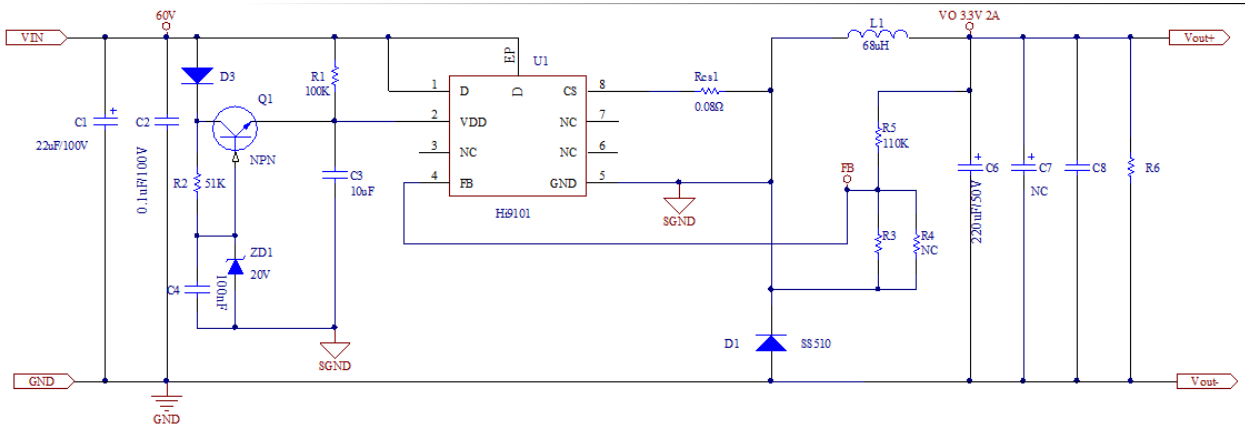 60V
VO 3.3V 2A
VIN
L1
68uH
Vout+
EP
U1
D3
R1
100K
D
1
D
CS
8
Rcs1
0.08Ω
Q1
C1
22uF/100V
C2
0.1uF/100V
2
VDD
NC
7
R5
110K
NPN
3
NC
NC
6
R2
51K
C3
10uF
4
FB
GND
5
FB
C6
220uF/50V
C7
NC
C8
R6
Hi9101
SGND
R3
R4
NC
ZD1
20V
C4
100nF
D1
SS510
SGND
GND
Vout-
GND